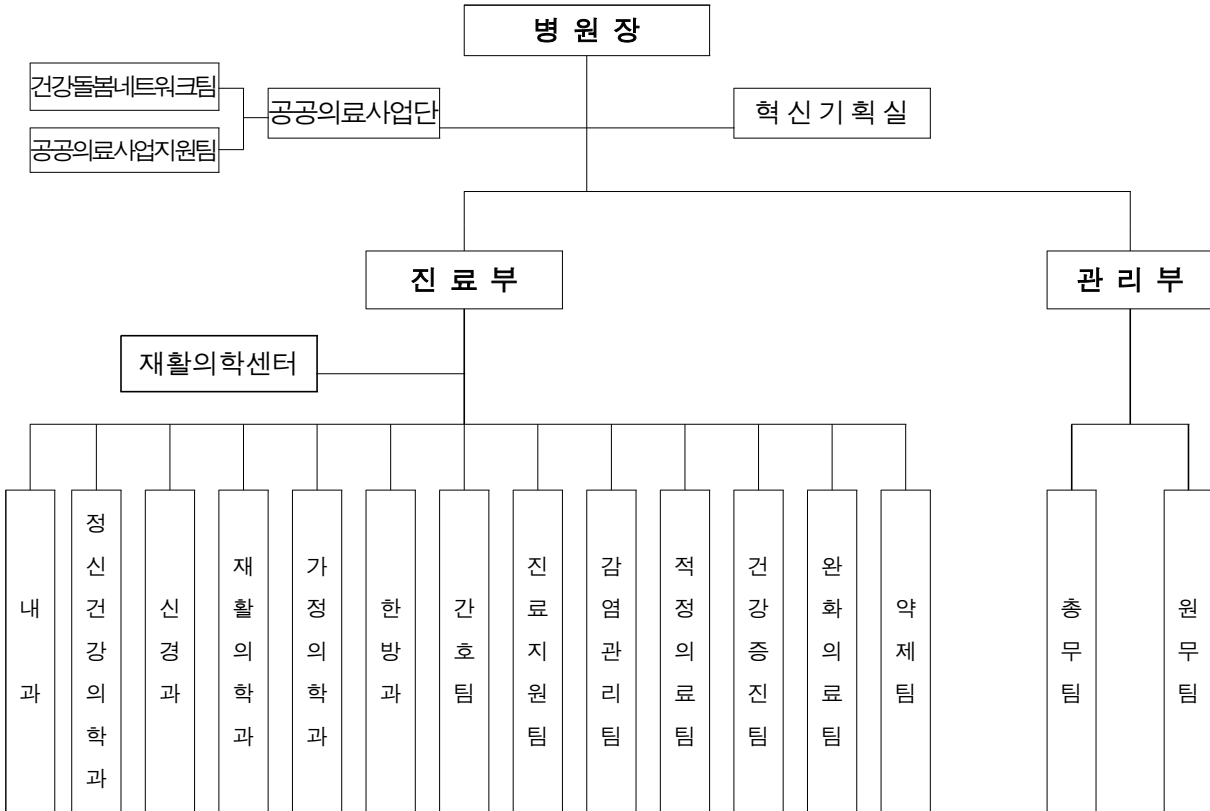 병 원 장
건강돌봄네트워크팀
공공의료사업단
혁 신 기 획 실
공공의료사업지원팀
진 료 부
관 리 부
재활의학센터
내과
정신건강의학과
신경과
재활의학과
가정의학과
한방과
간호팀
진료지원팀
감염관리팀
적정의료팀
건강증진팀
완화의료팀
약제팀
총무팀
원무팀